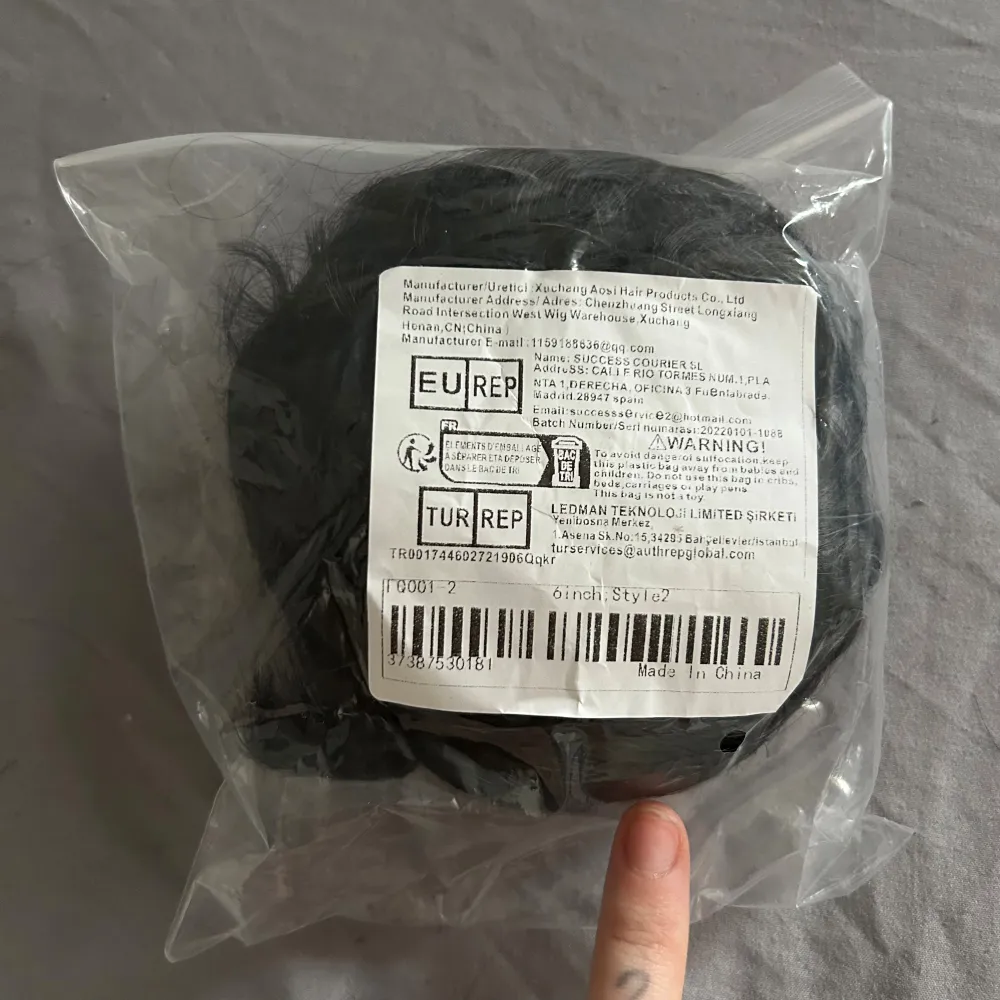 Manufacturer/Uretici :Xuchang Aosi Hair Products Co., Ltd
Manufacturer Address/ Adres: Chenzhuang Street Longxiang
Road Intersection West Wig Warehouse,Xuchang
Henan,CN(China )
Manufacturer E-mail :1159188636@qq.com
EU REP
Name: SUCCESS COURIER SL
Address: CALLE RIO TORMES NUM.1,PLA
NTA 1,DERECHA, OFICINA 3 Fuenlabrada,
Madrid.28947 spain
Email:successservice2@hotmail.com
Batch Number/Seri numarası:20220101-1088
FR
ÉLÉMENTS D'EMBALLAGE
À SÉPARER ET À DÉPOSER
DANS LE BAC DE TRI
BAC
DE
TRI
WARNING!
To avoid danger of suffocation,keep
this plastic bag away from babies and
children. Do not use this bag in cribs,
beds,carriages or play pens.
This bag is not a toy
TUR REP
LEDMAN TEKNOLOJİ LİMİTED ŞİRKETİ
Yenibosna Merkez,
1.Asena Sk.No:15,34295 Bahçelievler/İstanbul
turservices@authrepglobal.com
TR001744602721906Qqkr
6inch;Style2
37387530181
Made In China